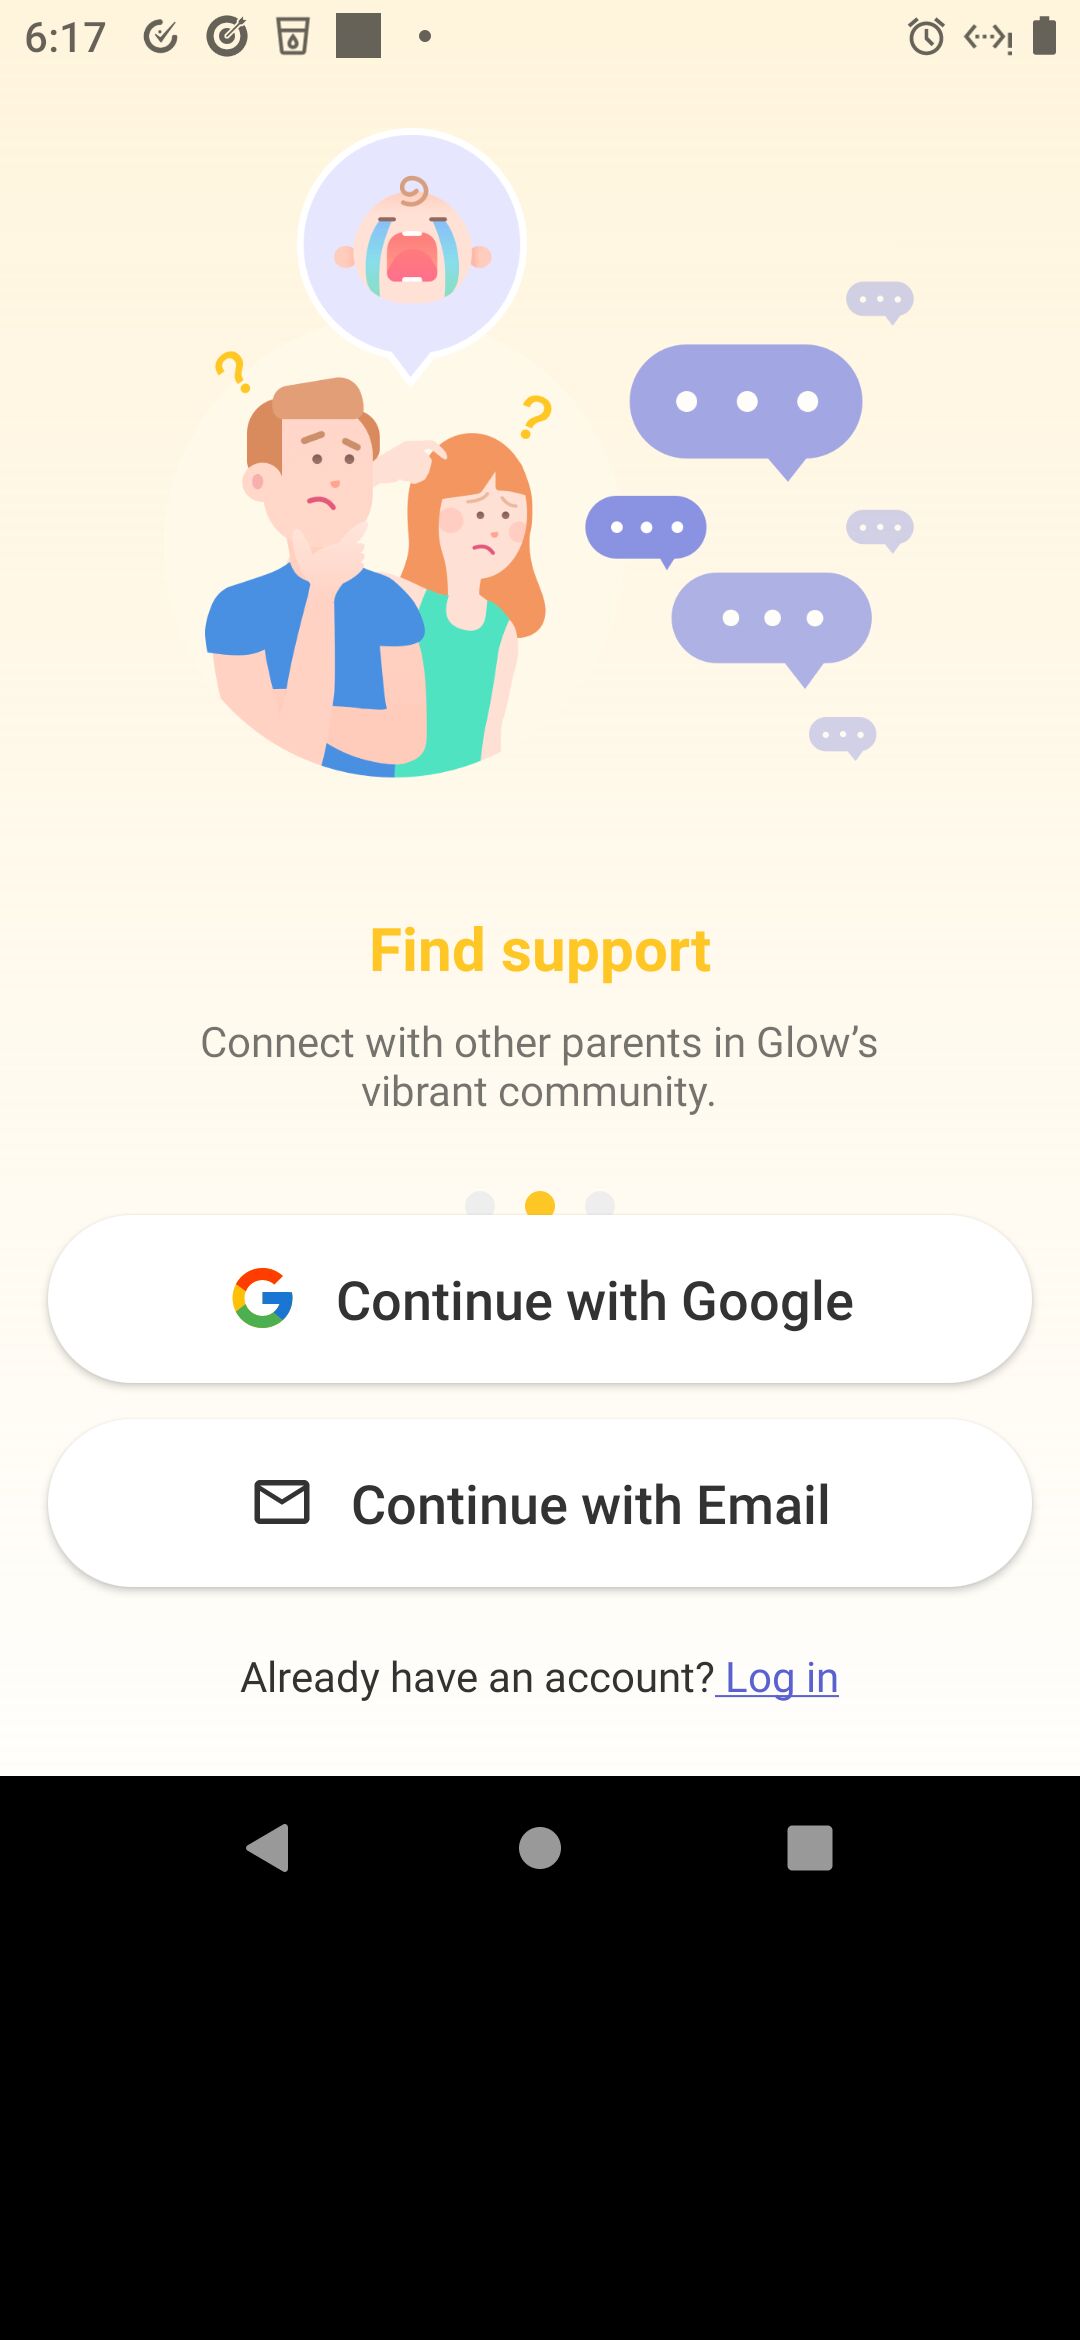 6:17
? ?
Find support
Connect with other parents in Glow’s
vibrant community.
Continue with Google
Continue with Email
Already have an account? Log in